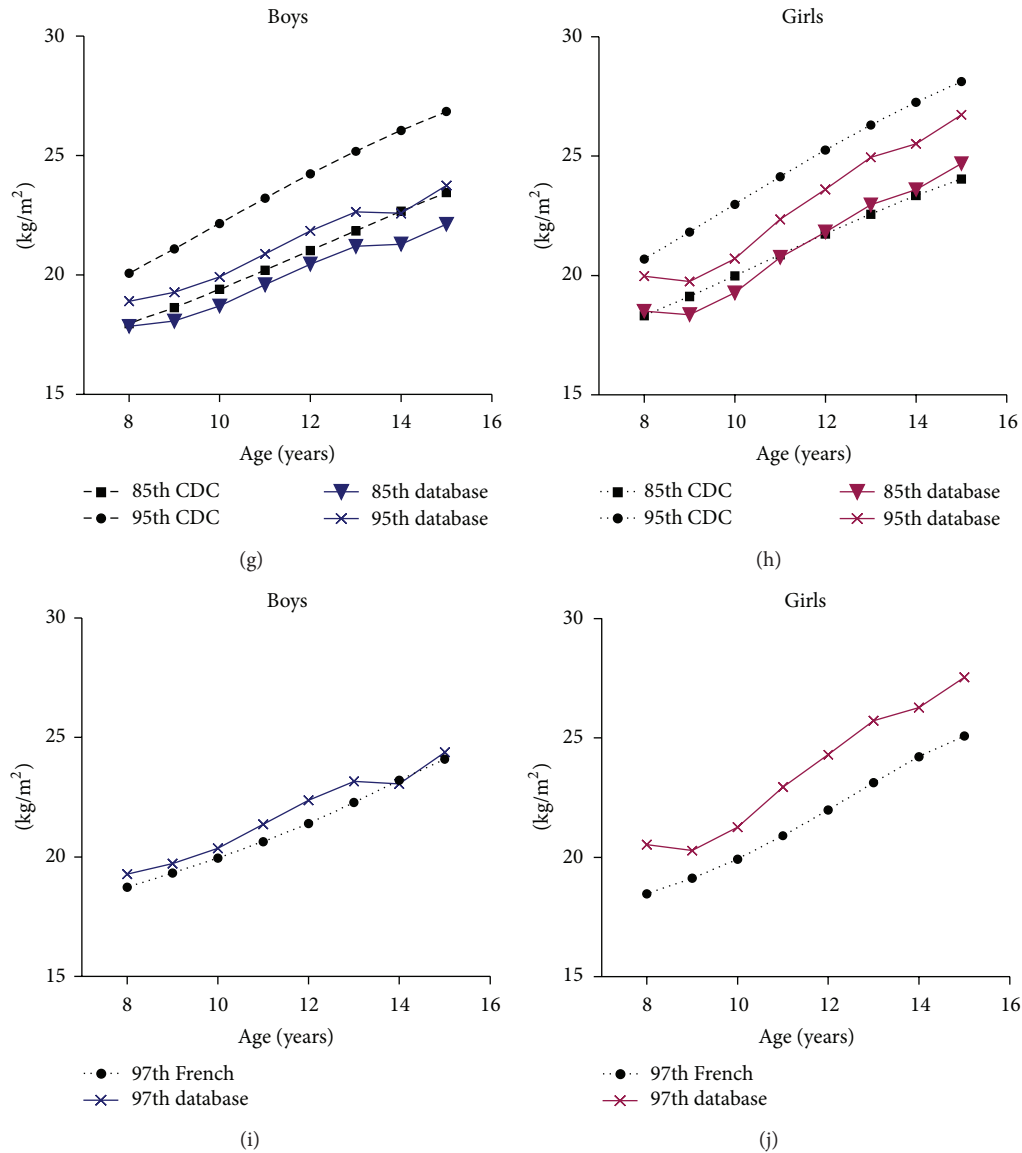 Boys
(g)
30
25
20
15
(kg/m²)
8 10 12 14 16
Age (years)
85th CDC 85th database
95th CDC 95th database
(g)
Girls
(h)
30
25
20
15
(kg/m²)
8 10 12 14 16
Age (years)
85th CDC 85th database
95th CDC 95th database
(h)
Boys
30
25
20
15
(kg/m²)
8 10 12 14 16
Age (years)
97th French
97th database
(i)
Girls
30
25
20
15
(kg/m²)
8 10 12 14 16
Age (years)
97th French
97th database
(j)